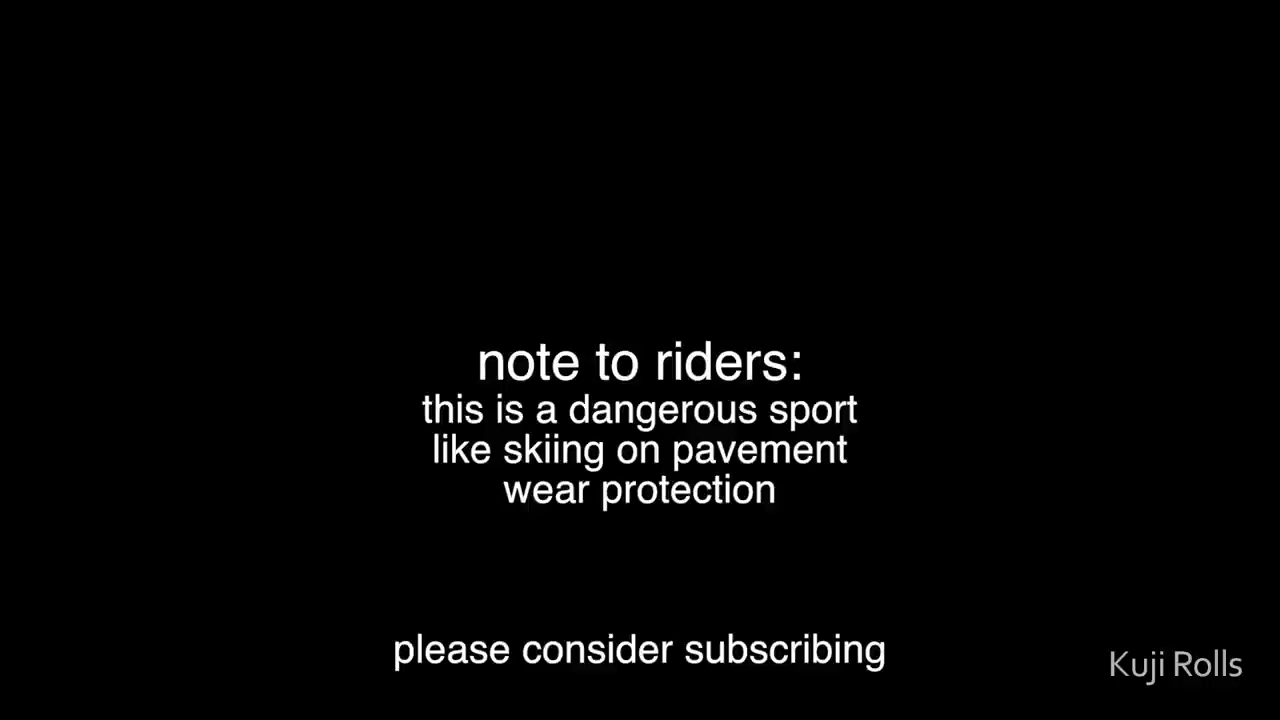 note to riders:
this is a dangerous sport
like skiing on pavement
wear protection
please consider subscribing
Kuji Rolls